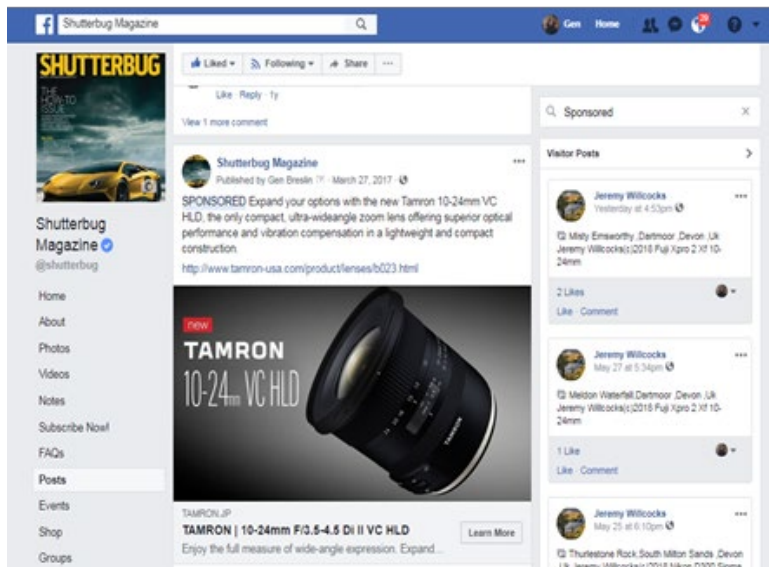 Shutterbug Magazine
Gen Home
SHUTTERBUG
THE
HOW-TO
ISSUE
Shutterbug
Magazine
@shutterbug
Home
About
Photos
Videos
Notes
Subscribe Now!
FAQs
Posts
Events
Shop
Groups
Liked Following Share ...
Like · Reply · 1y
View 1 more comment
Shutterbug Magazine
Published by Gen Breslin · March 27, 2017 ·
SPONSORED Expand your options with the new Tamron 10-24mm VC
HLD, the only compact, ultra-wideangle zoom lens offering superior optical
performance and vibration compensation in a lightweight and compact
construction.
http://www.tamron-usa.com/product/lenses/b023.html
new
TAMRON
10-24mm VC HLD
TAMRON
TAMRON.JP
TAMRON | 10-24mm F/3.5-4.5 Di II VC HLD
Enjoy the full measure of wide-angle expression. Expand...
Learn More
Sponsored
Visitor Posts
Jeremy Willcocks
Yesterday at 4:53pm
Misty Emsworthy ,Dartmoor ,Devon ,Uk
Jeremy Willcocks(c)2018 Fuji Xpro 2 Xf 10-
24mm
2 Likes
Like · Comment
Jeremy Willcocks
May 27 at 5:34pm
Meldon Waterfall,Dartmoor ,Devon ,Uk
Jeremy Willcocks(c)2018 Fuji Xpro 2 Xf 10-
24mm
1 Like
Like · Comment
Jeremy Willcocks
May 25 at 6:10pm
Thurlestone Rock,South Milton Sands ,Devon